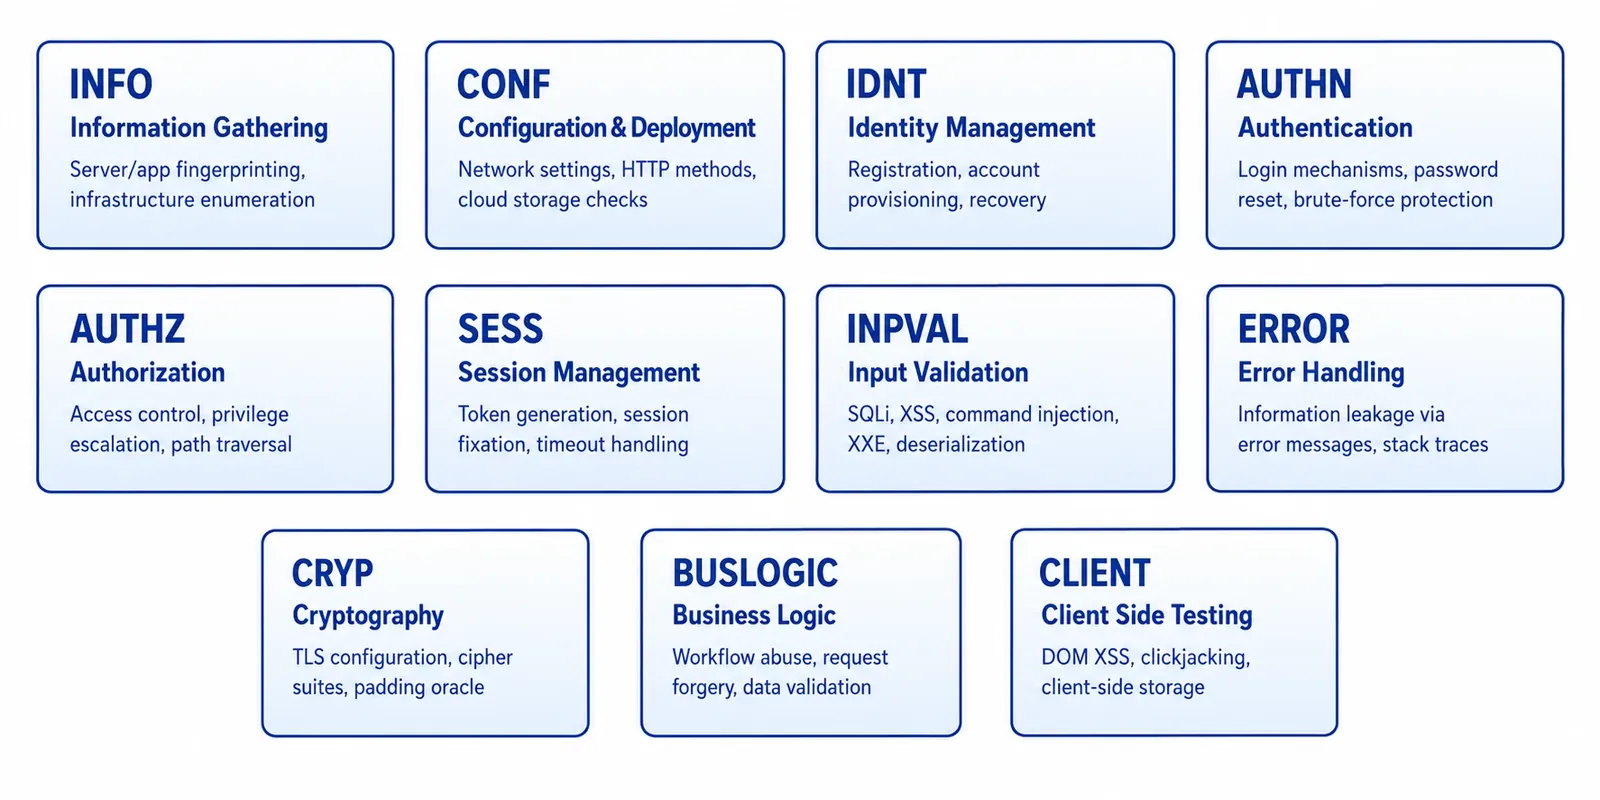 INFO
Information Gathering
Server/app fingerprinting,
infrastructure enumeration
CONF
Configuration & Deployment
Network settings, HTTP methods,
cloud storage checks
IDNT
Identity Management
Registration, account
provisioning, recovery
AUTHN
Authentication
Login mechanisms, password
reset, brute-force protection
AUTHZ
Authorization
Access control, privilege
escalation, path traversal
SESS
Session Management
Token generation, session
fixation, timeout handling
INPVAL
Input Validation
SQLi, XSS, command injection,
XXE, deserialization
ERROR
Error Handling
Information leakage via
error messages, stack traces
CRYP
Cryptography
TLS configuration, cipher
suites, padding oracle
BUSLOGIC
Business Logic
Workflow abuse, request
forgery, data validation
CLIENT
Client Side Testing
DOM XSS, clickjacking,
client-side storage